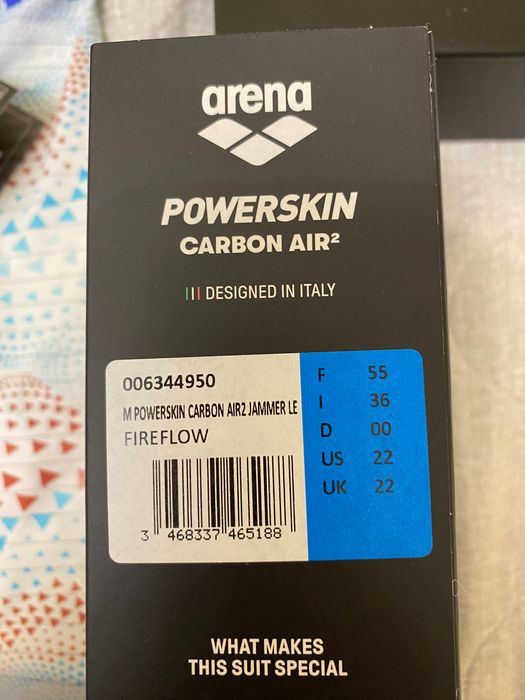 arena
POWERSKIN
CARBON AIR²
DESIGNED IN ITALY
006344950
M POWERSKIN CARBON AIR2 JAMMER LE
FIREFLOW
3 468337 465188
F 55
I 36
D 00
US 22
UK 22
WHAT MAKES
THIS SUIT SPECIAL